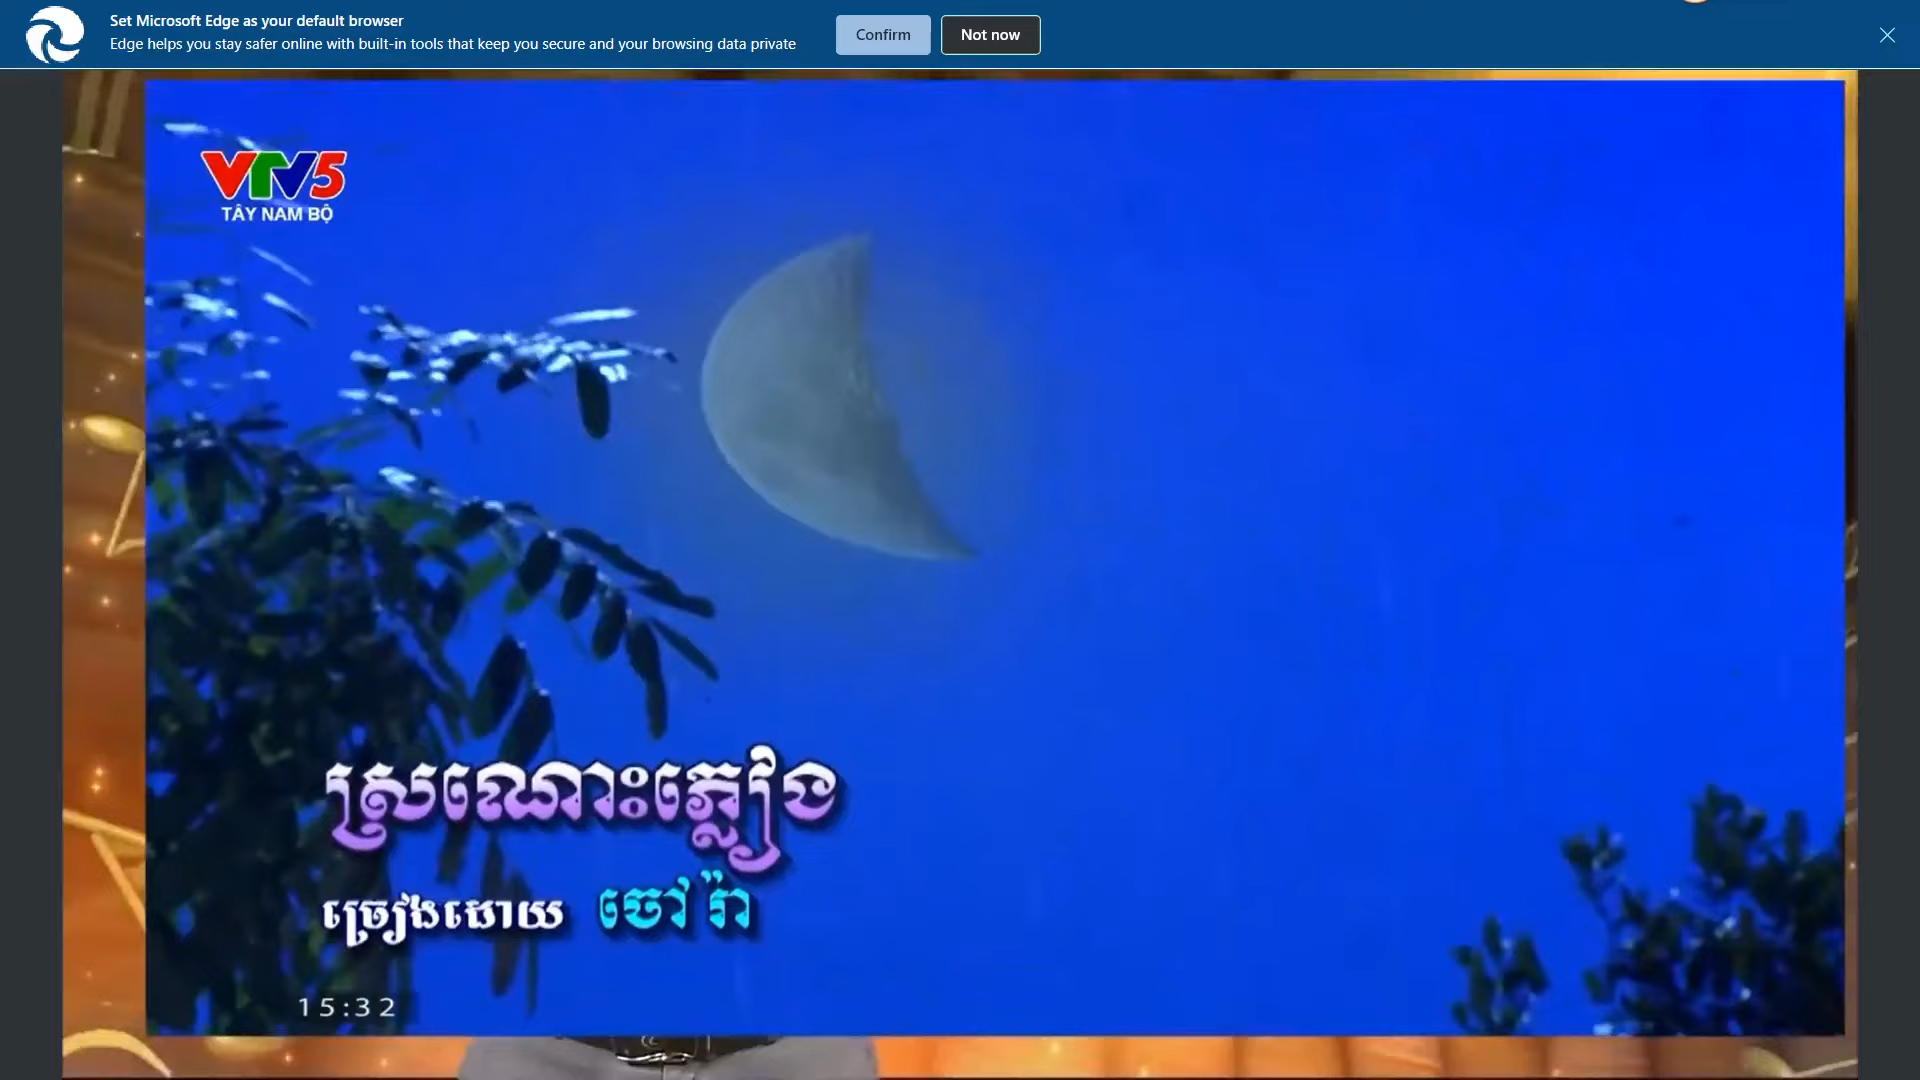 Set Microsoft Edge as your default browser
Edge helps you stay safer online with built-in tools that keep you secure and your browsing data private
Confirm
Not now
VTV5
TÂY NAM BỘ
ស្រណោះភ្លៀង
ច្រៀងដោយ ចៅ រ៉ា
15:32